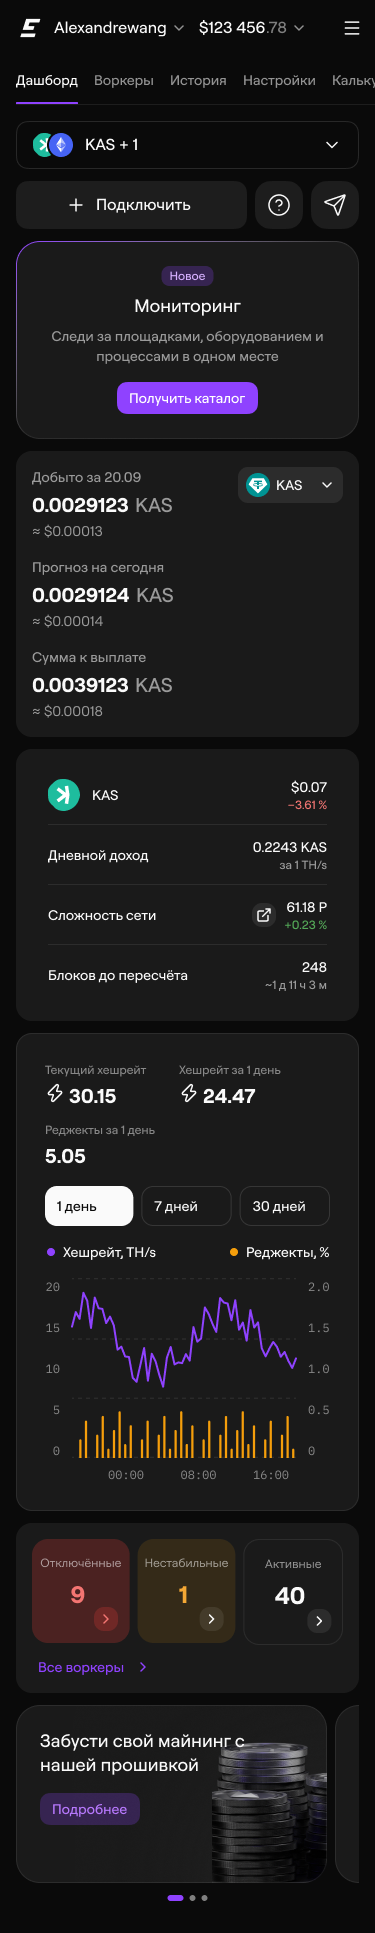 Alexandrewang $123 456.78
Дашборд Воркеры История Настройки Кальку
KAS + 1
Подключить
Новое
Мониторинг
Следи за площадками, оборудованием и
процессами в одном месте
Получить каталог
Добыто за 20.09
0.0029123 KAS
≈ $0.00013
KAS
Прогноз на сегодня
0.0029124 KAS
≈ $0.00014
Сумма к выплате
0.0039123 KAS
≈ $0.00018
KAS $0.07
−3.61 %
Дневной доход 0.2243 KAS
за 1 TH/s
Сложность сети 61.18 P
+0.23 %
Блоков до пересчёта 248
~1 д 11 ч 3 м
Текущий хешрейт Хешрейт за 1 день
30.15 24.47
Реджекты за 1 день
5.05
1 день 7 дней 30 дней
Хешрейт, TH/s Реджекты, %
20 2.0
15 1.5
10 1.0
5 0.5
0 0
00:00 08:00 16:00
Отключённые Нестабильные Активные
9 1 40
Все воркеры
Забусти свой майнинг с
нашей прошивкой
Подробнее